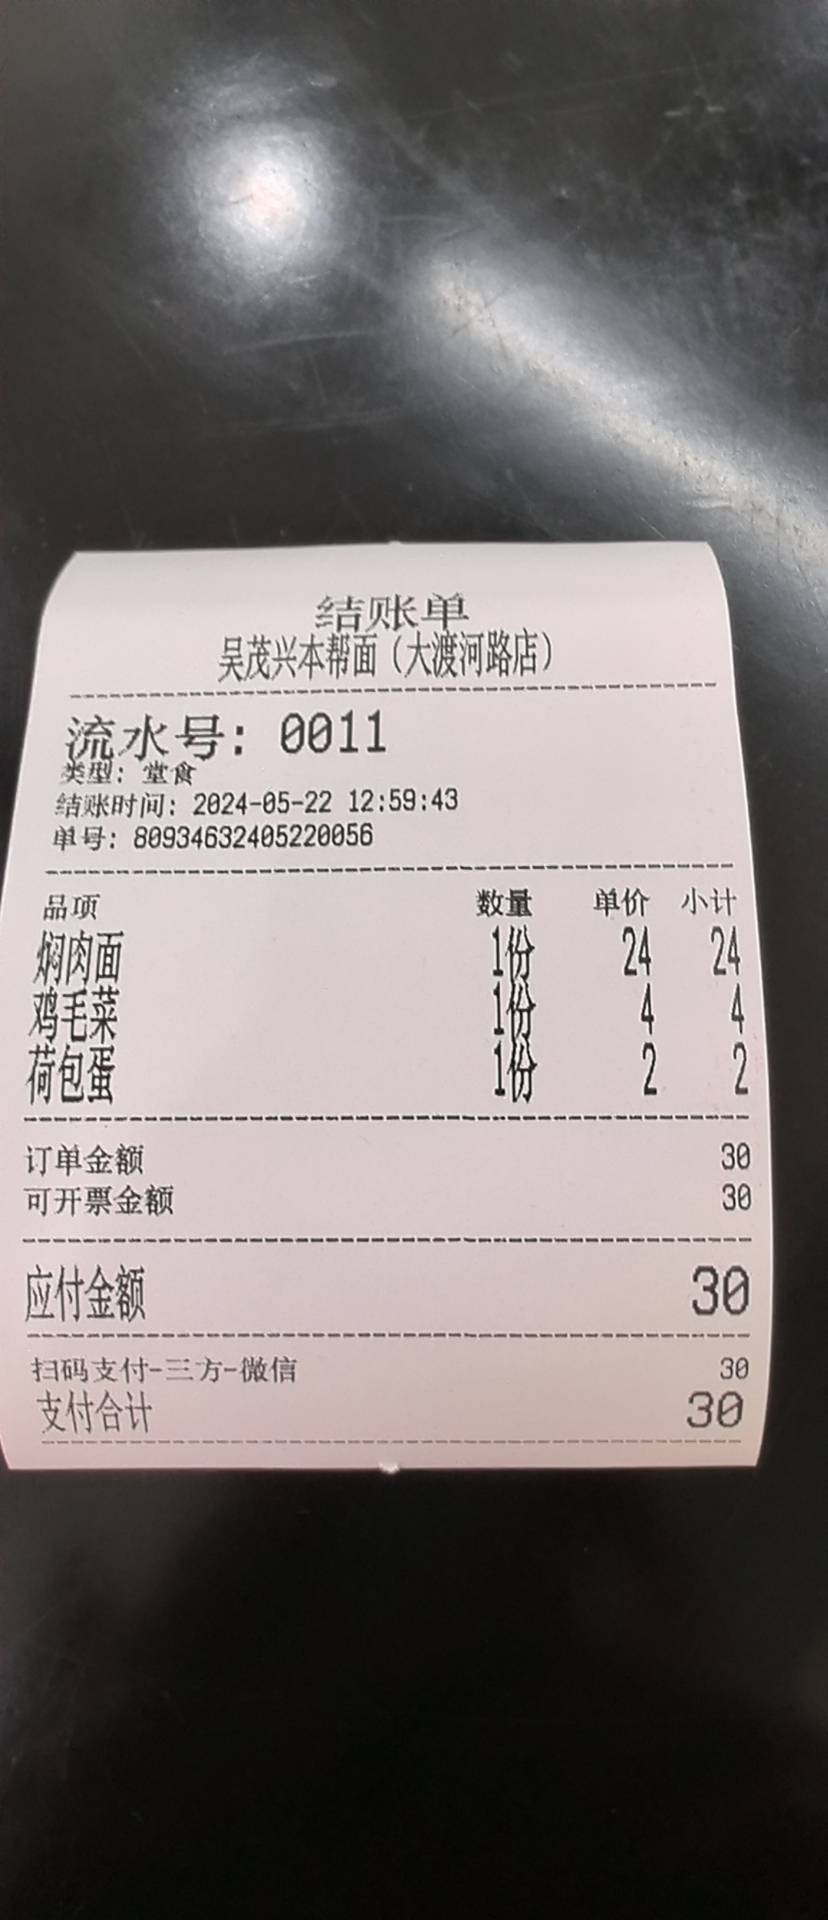 结账单
吴茂兴本帮面（大渡河路店）
流水号：0011
类型：堂食
结账时间：2024-05-22 12:59:43
单号：80934632405220056
品项 数量 单价 小计
焖肉面 1份 24 24
鸡毛菜 1份 4 4
荷包蛋 1份 2 2
订单金额 30
可开票金额 30
应付金额 30
扫码支付-三方-微信 30
支付合计 30